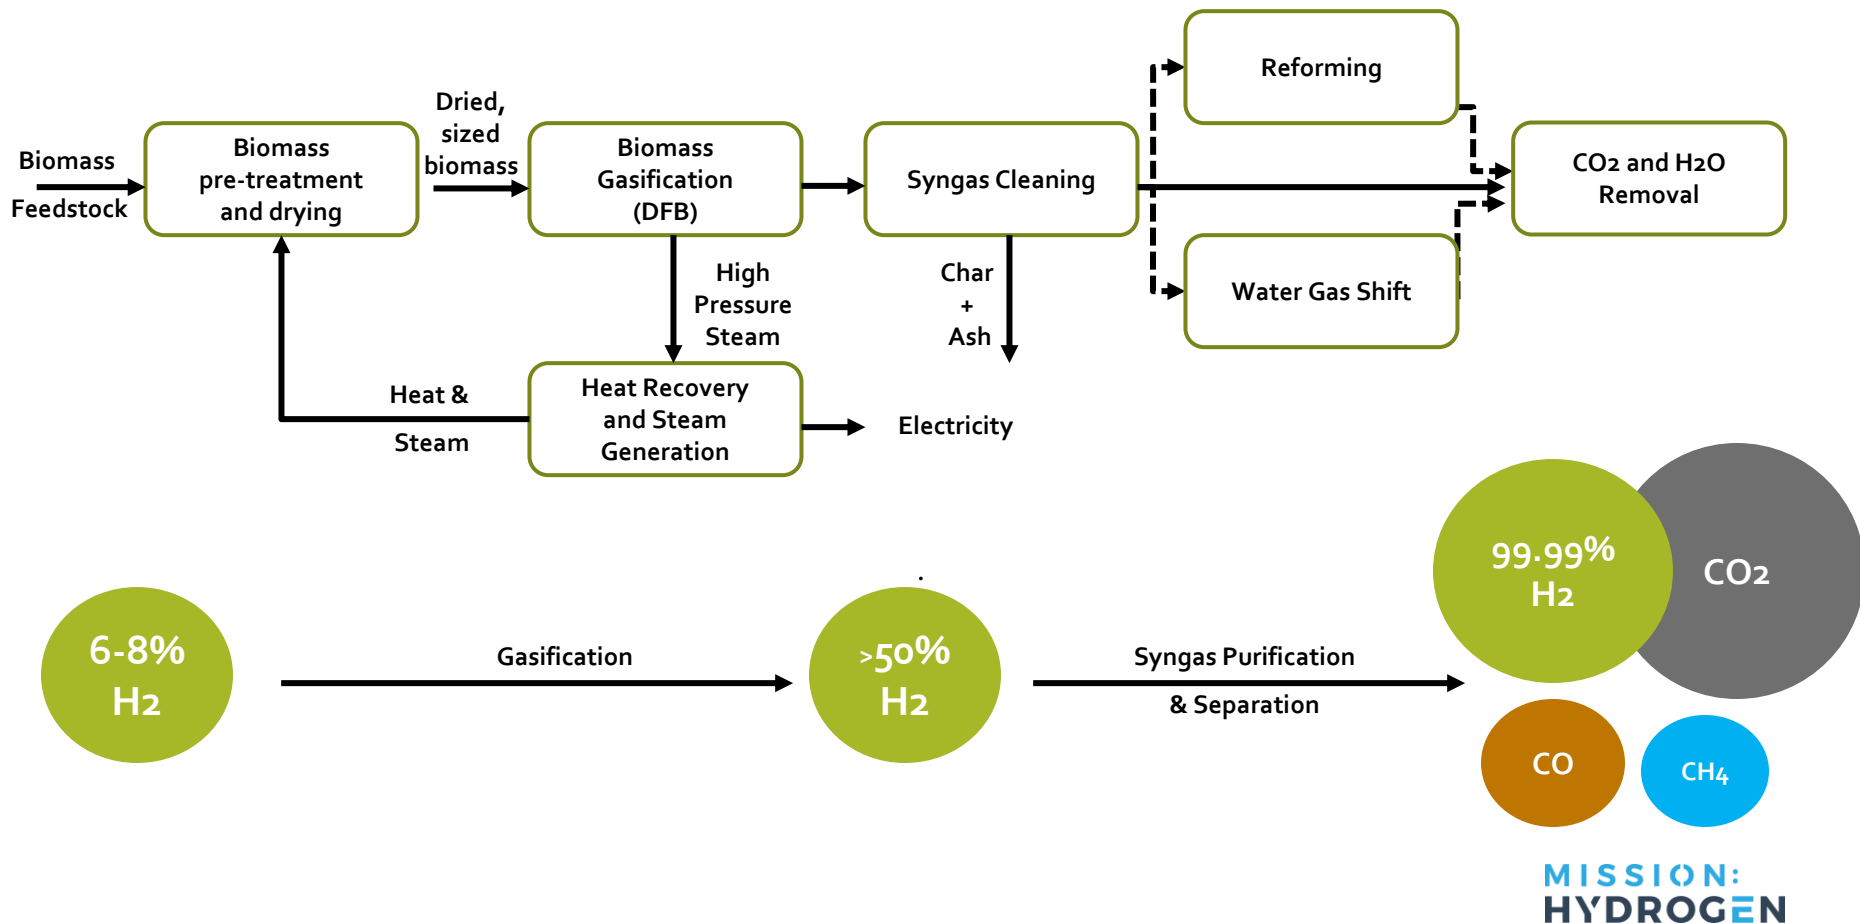 Biomass
Feedstock
Biomass
pre-treatment
and drying
Dried,
sized
biomass
Biomass
Gasification
(DFB)
Syngas Cleaning
Reforming
Water Gas Shift
CO2 and H2O
Removal
High
Pressure
Steam
Char
+
Ash
Heat &
Steam
Heat Recovery
and Steam
Generation
Electricity
6-8%
H2
Gasification
.
>50%
H2
Syngas Purification
& Separation
99.99%
H2
CO2
CO
CH4
MISSION:
HYDROGEN